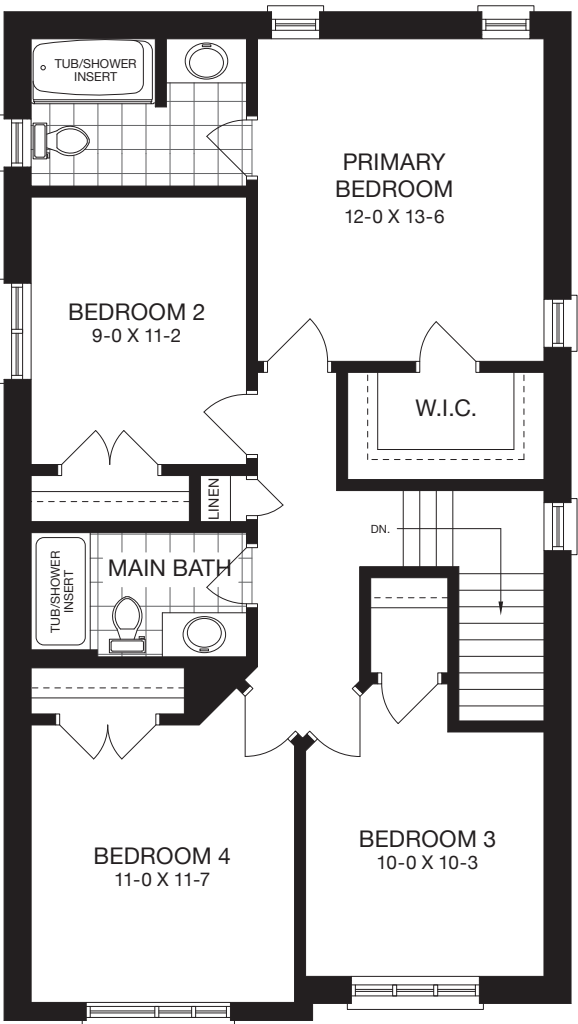 TUB/SHOWER
INSERT
PRIMARY
BEDROOM
12-0 X 13-6
BEDROOM 2
9-0 X 11-2
W.I.C.
LINEN
DN.
TUB/SHOWER
INSERT
MAIN BATH
BEDROOM 3
10-0 X 10-3
BEDROOM 4
11-0 X 11-7